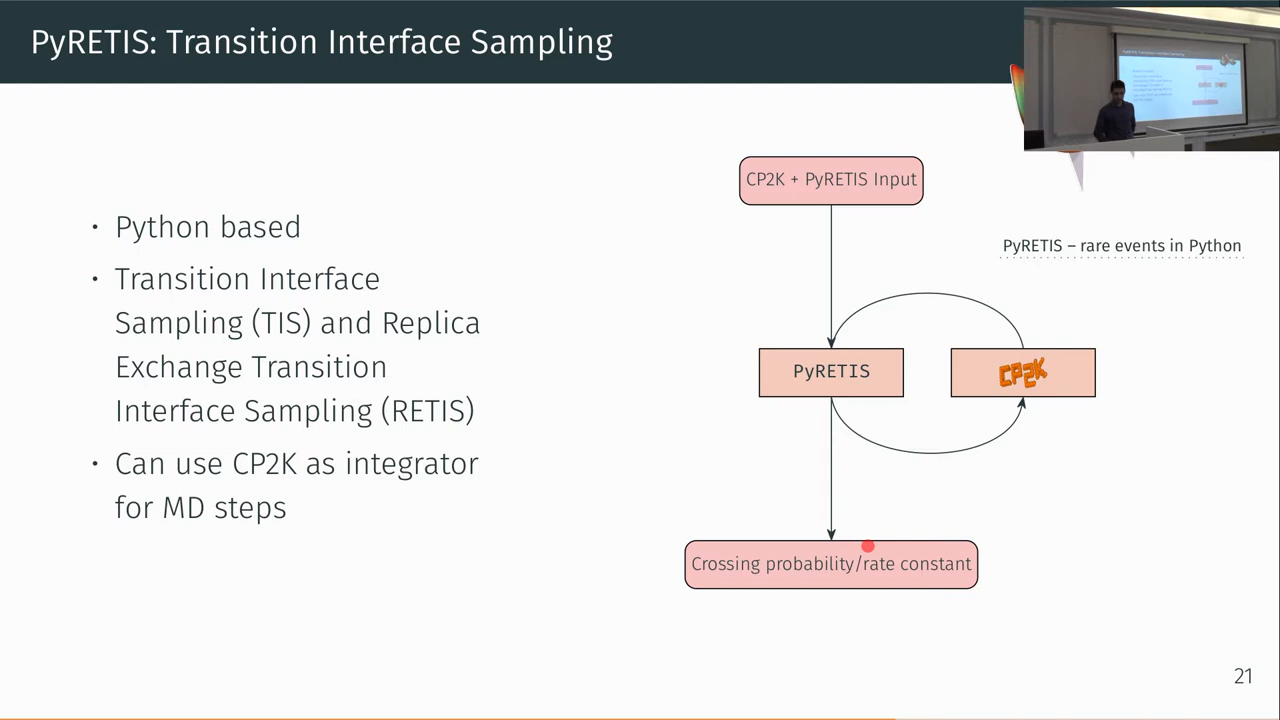 PyRETIS: Transition Interface Sampling
• Python based
• Transition Interface
Sampling (TIS) and Replica
Exchange Transition
Interface Sampling (RETIS)
• Can use CP2K as integrator
for MD steps
CP2K + PyRETIS Input
PyRETIS – rare events in Python
PyRETIS
CP2K
Crossing probability/rate constant
21